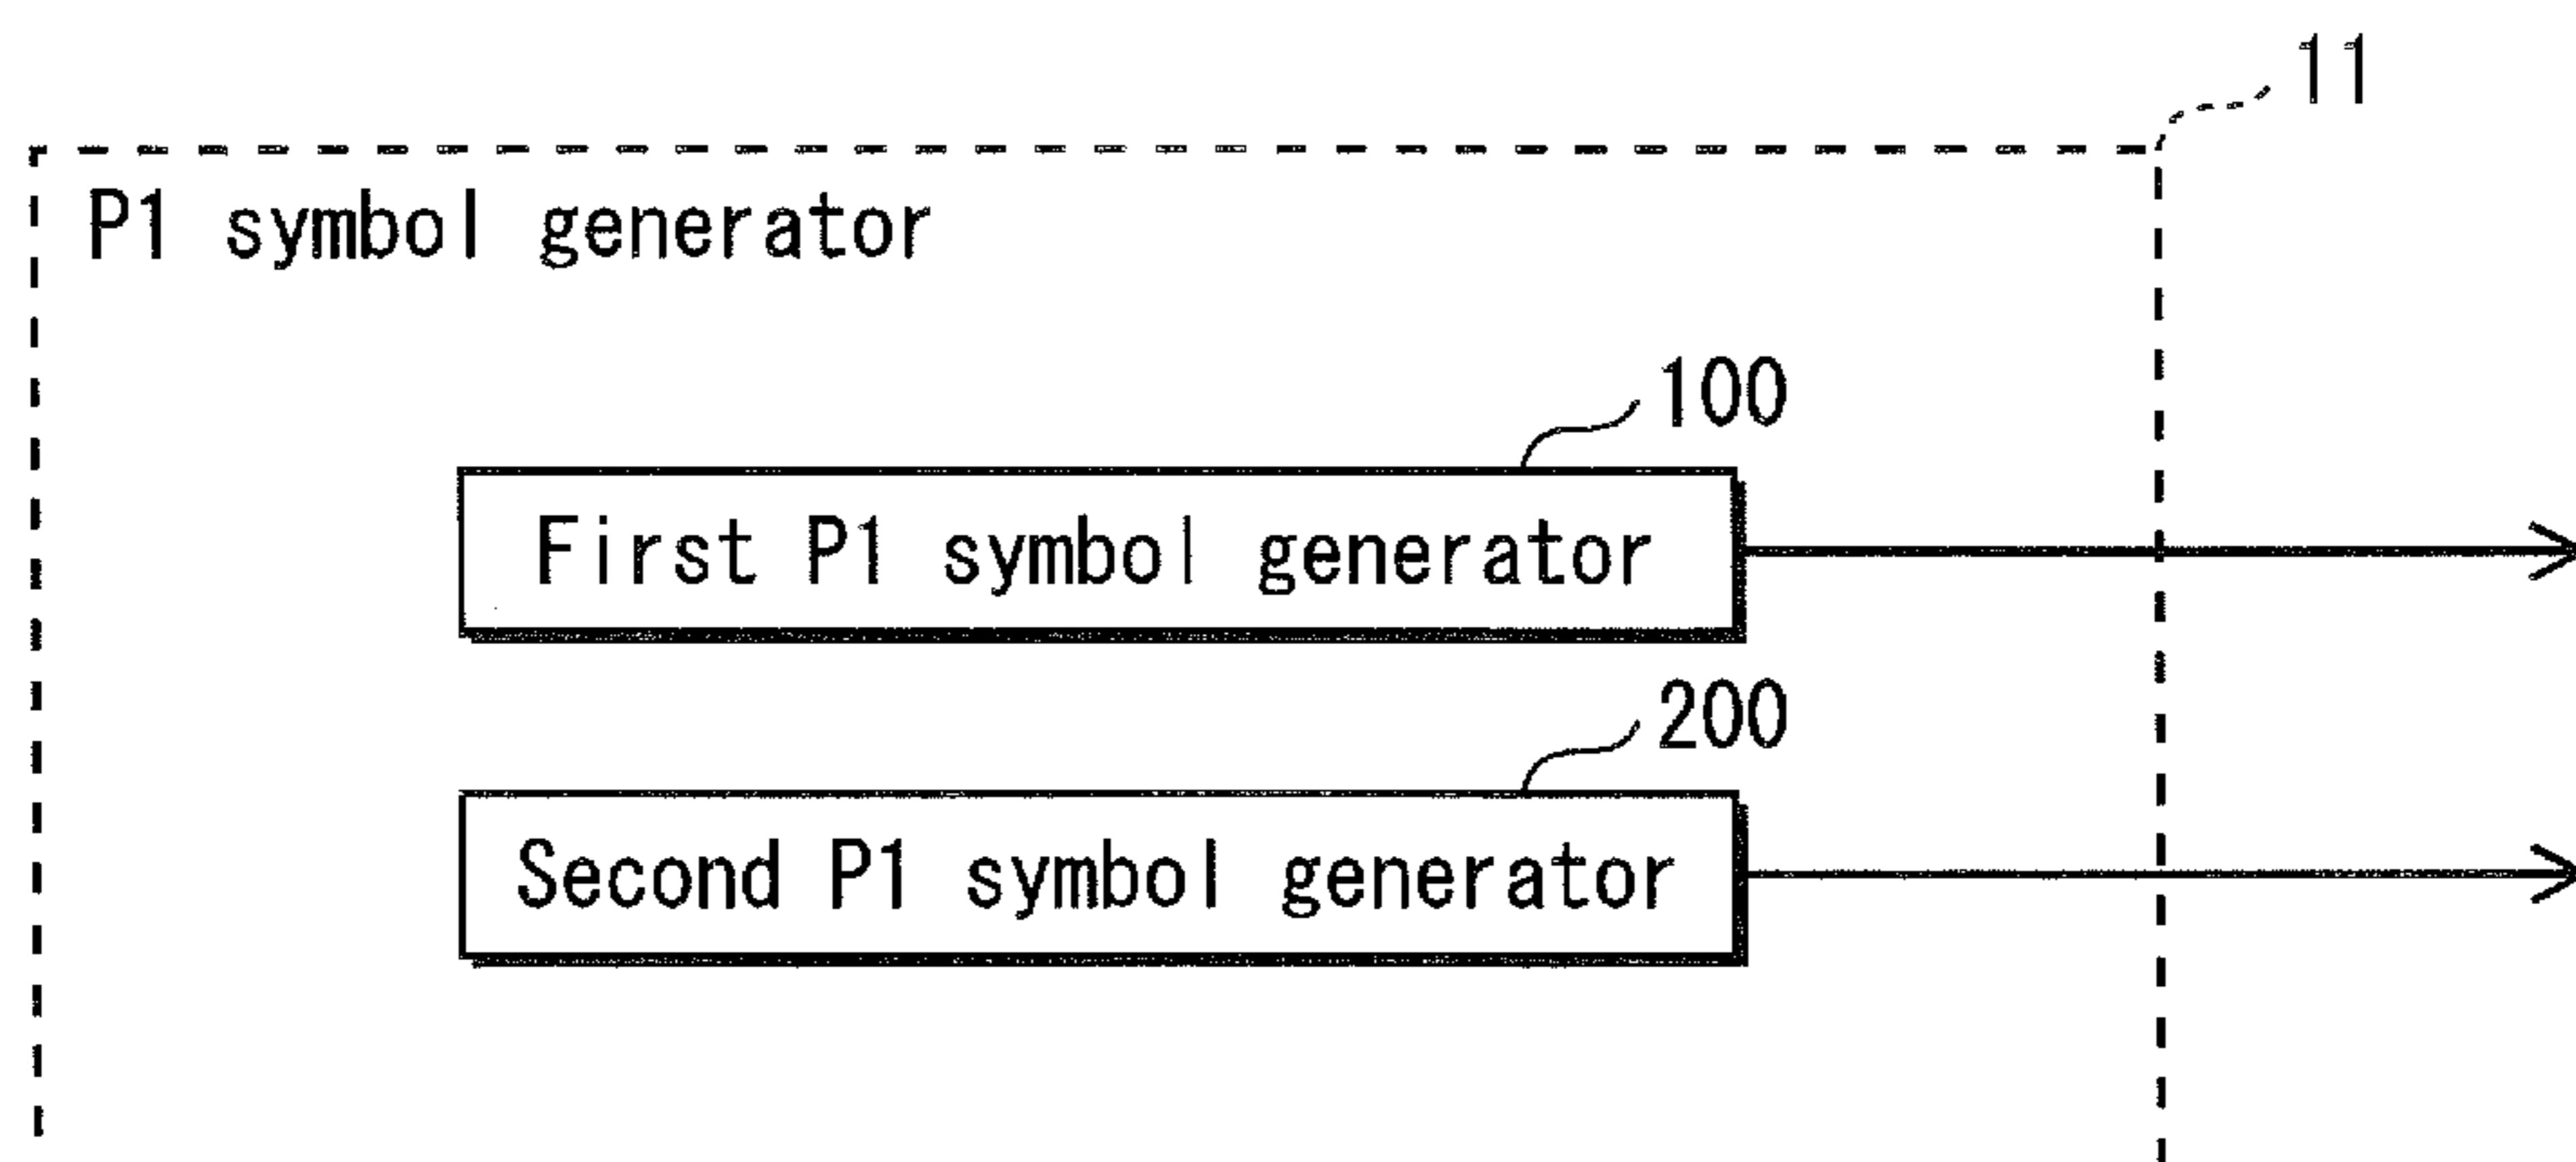 11
P1 symbol generator
100
First P1 symbol generator
200
Second P1 symbol generator